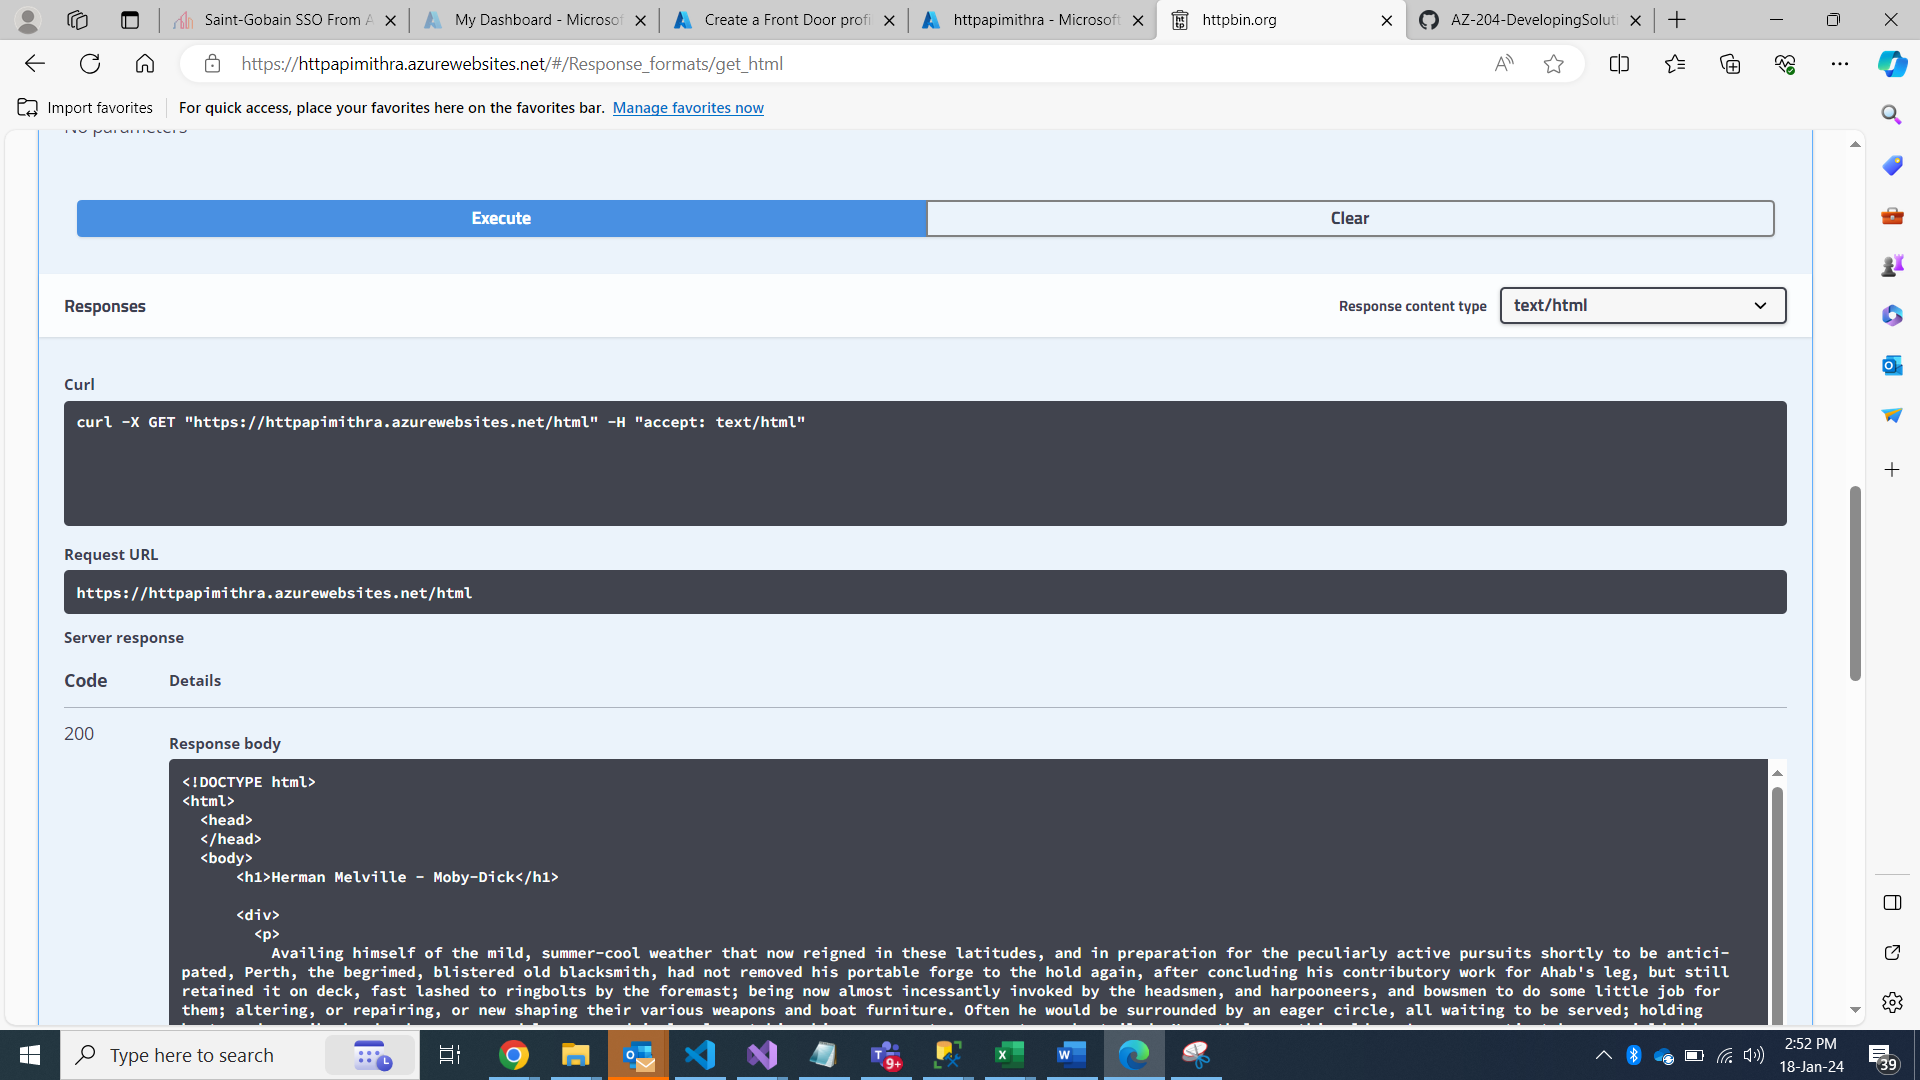 Saint-Gobain SSO From A
My Dashboard - Microsof
Create a Front Door profi
httpapimithra - Microsoft
httpbin.org
AZ-204-DevelopingSoluti
https://httpapimithra.azurewebsites.net/#/Response_formats/get_html
Import favorites
For quick access, place your favorites here on the favorites bar. Manage favorites now
No parameters
Execute
Clear
Responses
Response content type
text/html
Curl
curl -X GET "https://httpapimithra.azurewebsites.net/html" -H "accept: text/html"
Request URL
https://httpapimithra.azurewebsites.net/html
Server response
Code
Details
200
Response body
<!DOCTYPE html>
<html>
<head>
</head>
<body>
<h1>Herman Melville - Moby-Dick</h1>
<div>
<p>
Availing himself of the mild, summer-cool weather that now reigned in these latitudes, and in preparation for the peculiarly active pursuits shortly to be antici-
pated, Perth, the begrimed, blistered old blacksmith, had not removed his portable forge to the hold again, after concluding his contributory work for Ahab's leg, but still
retained it on deck, fast lashed to ringbolts by the foremast; being now almost incessantly invoked by the headsmen, and harpooneers, and bowsmen to do some little job for
them; altering, or repairing, or new shaping their various weapons and boat furniture. Often he would be surrounded by an eager circle, all waiting to be served; holding
Type here to search
9+
2:52 PM
18-Jan-24
39